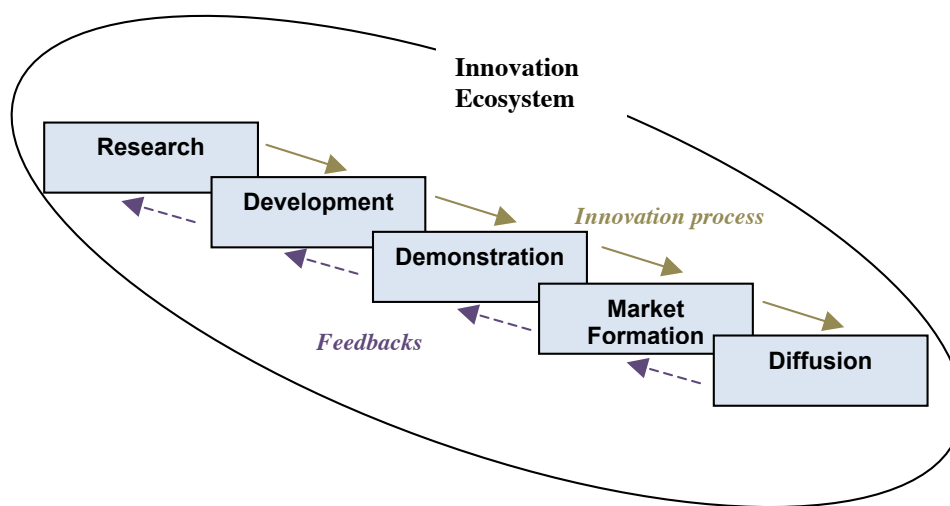 Innovation
Ecosystem
Research
Development
Innovation process
Demonstration
Market
Formation
Feedbacks
Diffusion